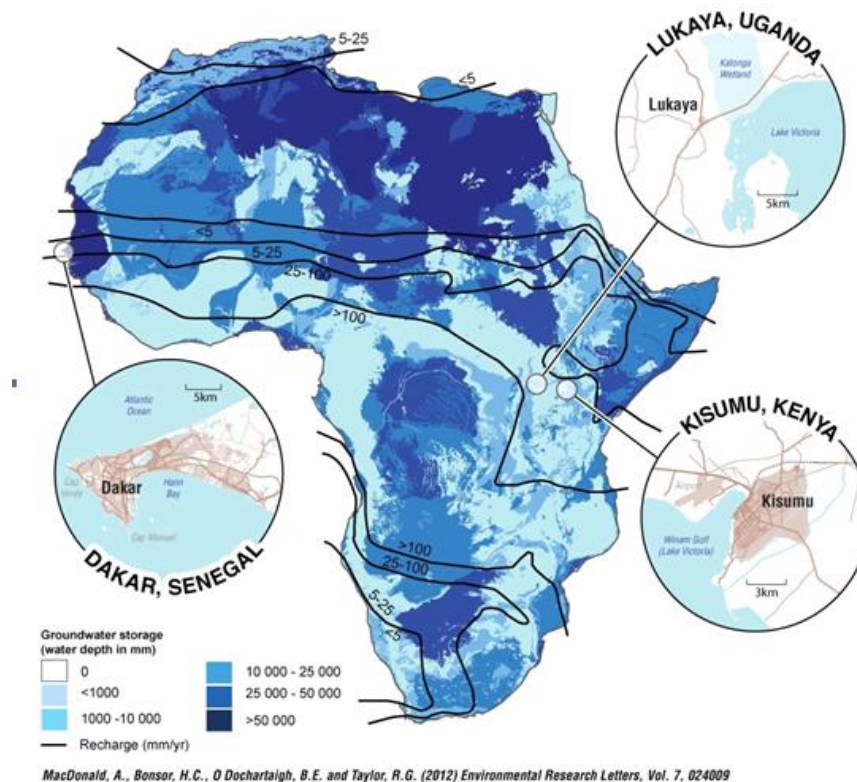 LUKAYA, UGANDA
Katonga
Wetland
Lukaya
Lake Victoria
5km
5-25
<5
<5
5-25
25-100
>100
Atlantic
Ocean
5km
Cap
Verde
Dakar
Hann
Bay
Cap Manuel
DAKAR, SENEGAL
KISUMU, KENYA
Airport
Kisumu
Winam Golf
(Lake Victoria)
3km
>100
25-100
5-25
<5
Groundwater storage
(water depth in mm)
0
<1000
1000 -10 000
10 000 - 25 000
25 000 - 50 000
>50 000
Recharge (mm/yr)
MacDonald, A., Bonsor, H.C., O Dochartaigh, B.E. and Taylor, R.G. (2012) Environmental Research Letters, Vol. 7, 024009